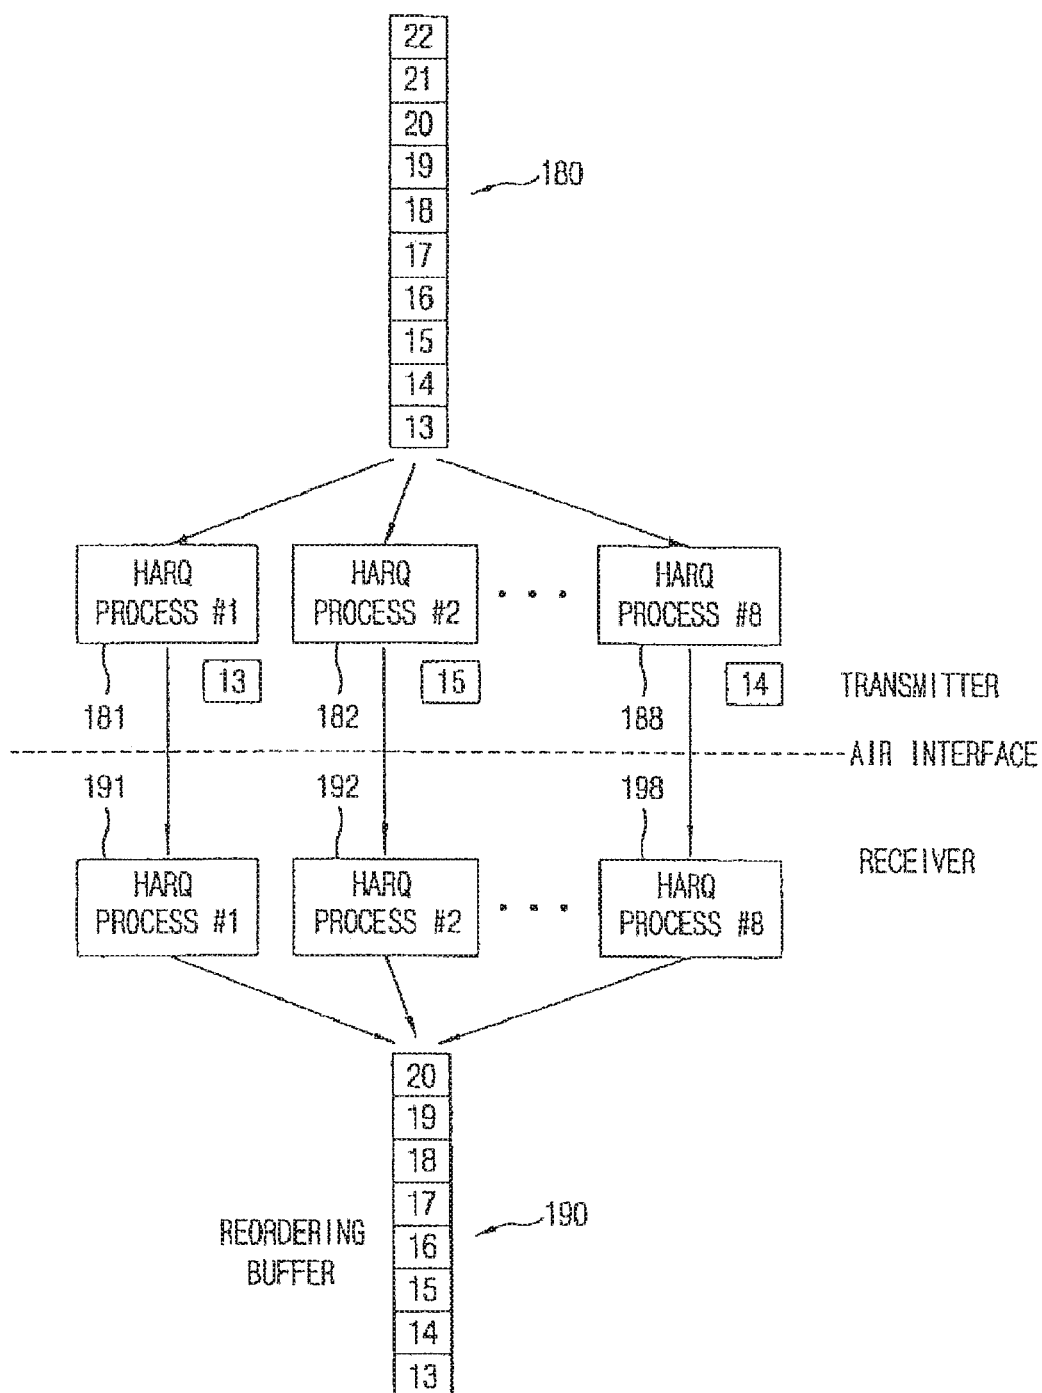 22
21
20
19
180
18
17
16
15
14
13
HARQ
PROCESS #1
HARQ
PROCESS #2
HARQ
PROCESS #8
13
15
14
TRANSMITTER
181
182
188
AIR INTERFACE
191
192
198
RECEIVER
HARQ
PROCESS #1
HARQ
PROCESS #2
HARQ
PROCESS #8
20
19
18
17
190
REORDERING
BUFFER
16
15
14
13